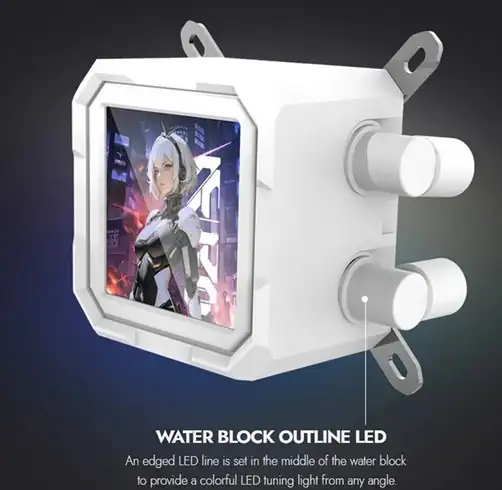 WATER BLOCK OUTLINE LED
An edged LED line is set in the middle of the water block
to provide a colorful LED tuning light from any angle.